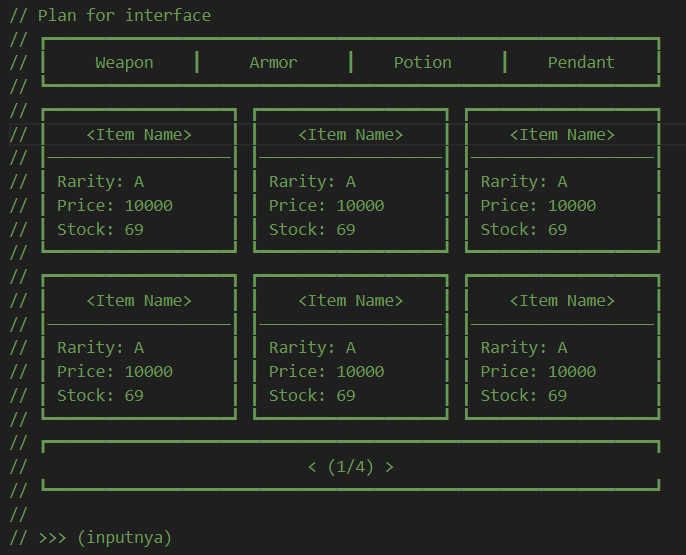 // Plan for interface
// ┏━━━━━━━━━━━━━━━━━━━━━━━━━━━━━━━━━━━━━━━━━━━━━━━━━━━━━━━━━━━━━━━━━━━━━━━━━━━┓
// ┃ Weapon ┃ Armor ┃ Potion ┃ Pendant ┃
// ┗━━━━━━━━━━━━━━━━━━━━━━━━━━━━━━━━━━━━━━━━━━━━━━━━━━━━━━━━━━━━━━━━━━━━━━━━━━━┛
// ┏━━━━━━━━━━━━━━━━━━━━━━━┓ ┏━━━━━━━━━━━━━━━━━━━━━━━┓ ┏━━━━━━━━━━━━━━━━━━━━━━━┓
// ┃ <Item Name> ┃ ┃ <Item Name> ┃ ┃ <Item Name> ┃
// ┃───────────────────────┃ ┃───────────────────────┃ ┃───────────────────────┃
// ┃ Rarity: A ┃ ┃ Rarity: A ┃ ┃ Rarity: A ┃
// ┃ Price: 10000 ┃ ┃ Price: 10000 ┃ ┃ Price: 10000 ┃
// ┃ Stock: 69 ┃ ┃ Stock: 69 ┃ ┃ Stock: 69 ┃
// ┗━━━━━━━━━━━━━━━━━━━━━━━┛ ┗━━━━━━━━━━━━━━━━━━━━━━━┛ ┗━━━━━━━━━━━━━━━━━━━━━━━┛
// ┏━━━━━━━━━━━━━━━━━━━━━━━┓ ┏━━━━━━━━━━━━━━━━━━━━━━━┓ ┏━━━━━━━━━━━━━━━━━━━━━━━┓
// ┃ <Item Name> ┃ ┃ <Item Name> ┃ ┃ <Item Name> ┃
// ┃───────────────────────┃ ┃───────────────────────┃ ┃───────────────────────┃
// ┃ Rarity: A ┃ ┃ Rarity: A ┃ ┃ Rarity: A ┃
// ┃ Price: 10000 ┃ ┃ Price: 10000 ┃ ┃ Price: 10000 ┃
// ┃ Stock: 69 ┃ ┃ Stock: 69 ┃ ┃ Stock: 69 ┃
// ┗━━━━━━━━━━━━━━━━━━━━━━━┛ ┗━━━━━━━━━━━━━━━━━━━━━━━┛ ┗━━━━━━━━━━━━━━━━━━━━━━━┛
// ┏━━━━━━━━━━━━━━━━━━━━━━━━━━━━━━━━━━━━━━━━━━━━━━━━━━━━━━━━━━━━━━━━━━━━━━━━━━━┓
// < (1/4) >
// ┗━━━━━━━━━━━━━━━━━━━━━━━━━━━━━━━━━━━━━━━━━━━━━━━━━━━━━━━━━━━━━━━━━━━━━━━━━━━┛
//
// >>> (inputnya)